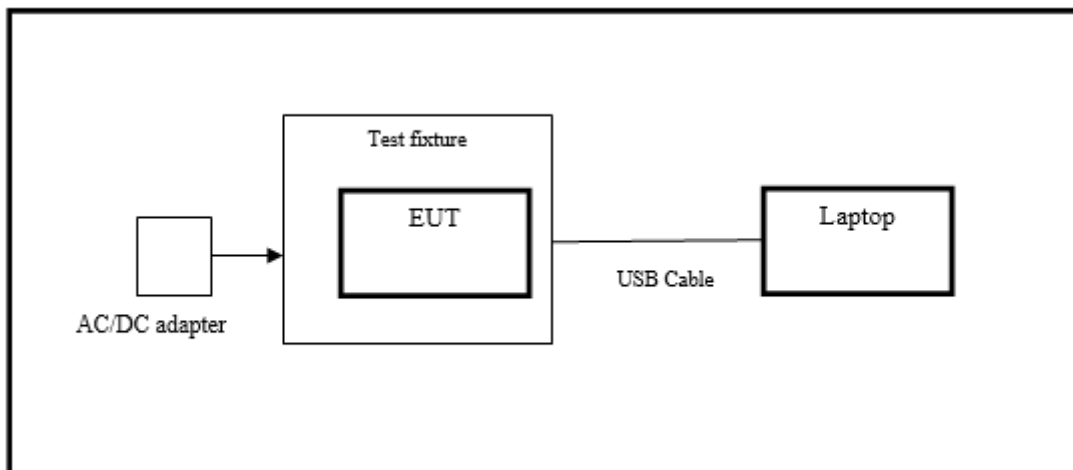 Test fixture
EUT
Laptop
USB Cable
AC/DC adapter